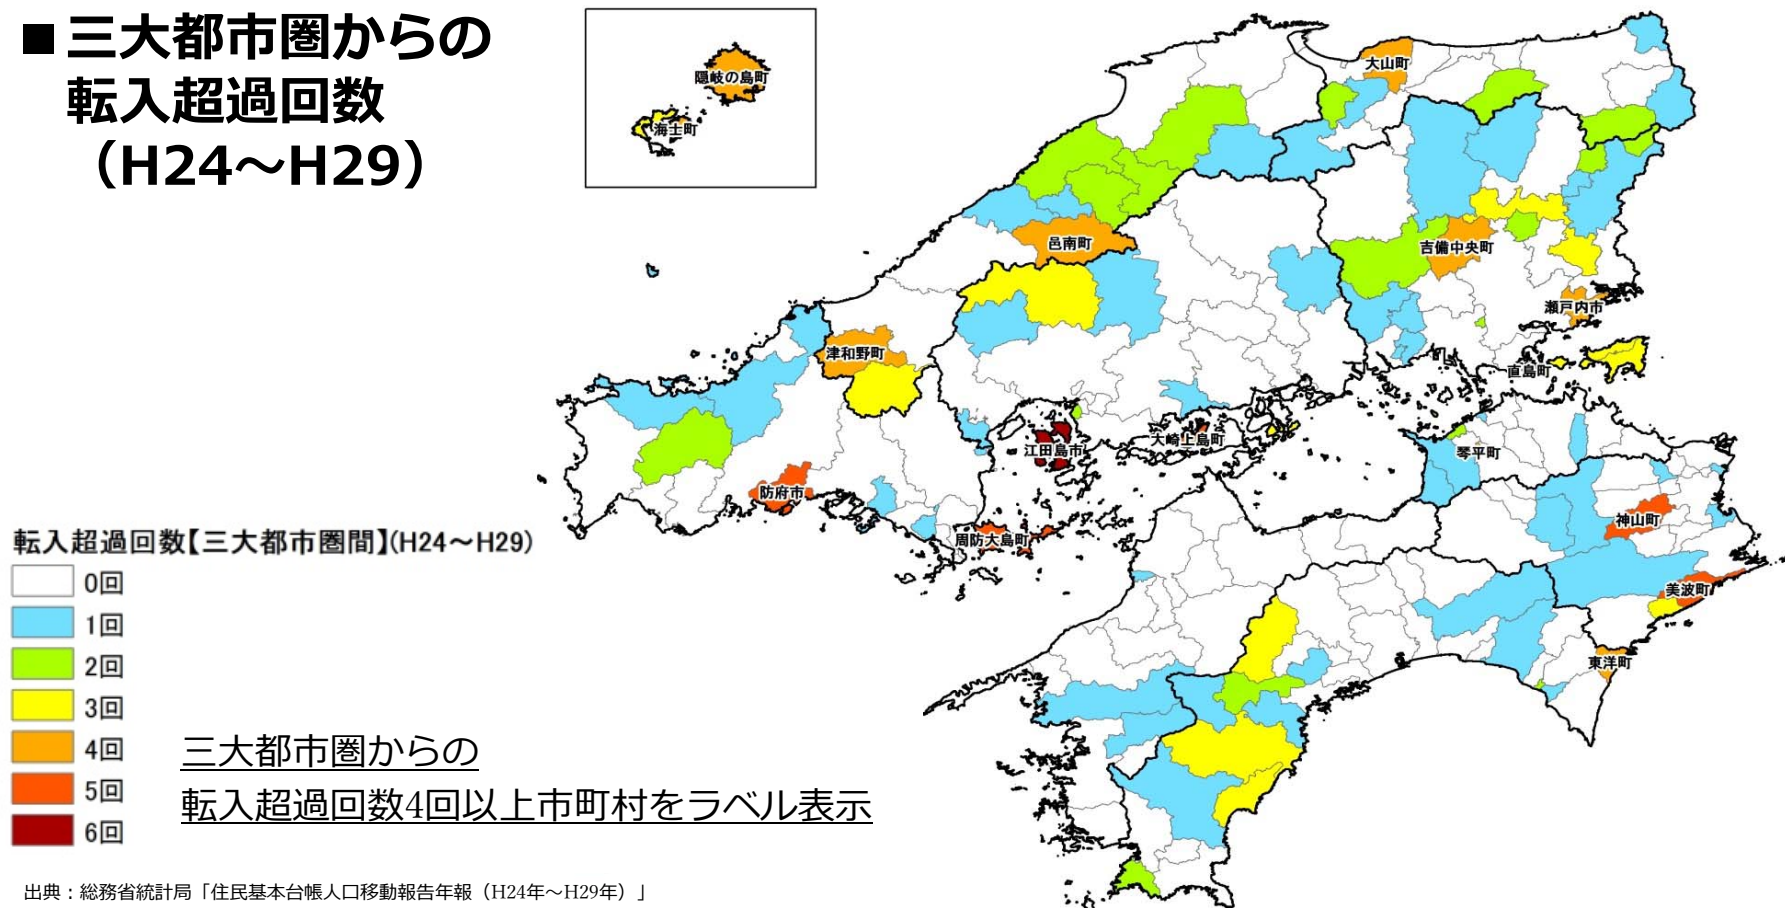 ■三大都市圏からの
転入超過回数
（H24～H29）
隠岐の島町
海士町
大山町
邑南町
吉備中央町
瀬戸内市
津和野町
直島町
江田島市
大崎上島町
琴平町
防府市
周防大島町
神山町
美波町
東洋町
転入超過回数【三大都市圏間】(H24～H29)
0回
1回
2回
3回
4回
5回
6回
三大都市圏からの
転入超過回数4回以上市町村をラベル表示
出典：総務省統計局「住民基本台帳人口移動報告年報（H24年～H29年）」